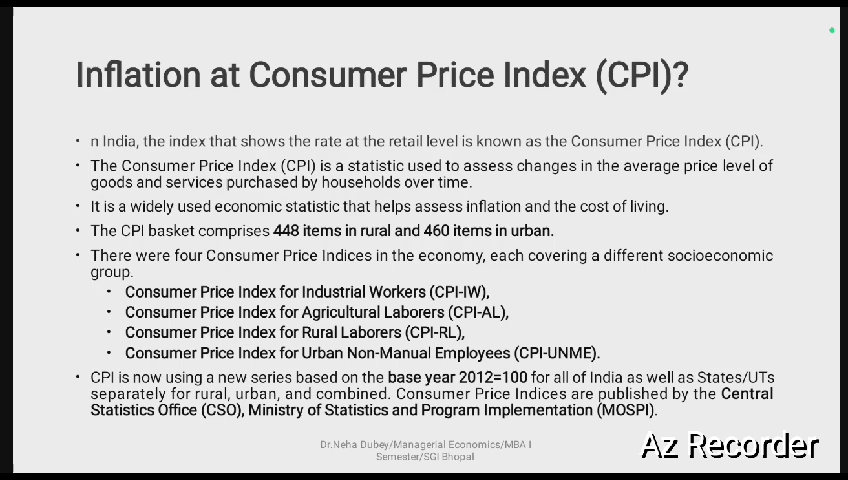 Inflation at Consumer Price Index (CPI)?
• n India, the index that shows the rate at the retail level is known as the Consumer Price Index (CPI).
• The Consumer Price Index (CPI) is a statistic used to assess changes in the average price level of
goods and services purchased by households over time.
• It is a widely used economic statistic that helps assess inflation and the cost of living.
• The CPI basket comprises 448 items in rural and 460 items in urban.
• There were four Consumer Price Indices in the economy, each covering a different socioeconomic
group.
• Consumer Price Index for Industrial Workers (CPI-IW),
• Consumer Price Index for Agricultural Laborers (CPI-AL),
• Consumer Price Index for Rural Laborers (CPI-RL),
• Consumer Price Index for Urban Non-Manual Employees (CPI-UNME).
• CPI is now using a new series based on the base year 2012=100 for all of India as well as States/UTs
separately for rural, urban, and combined. Consumer Price Indices are published by the Central
Statistics Office (CSO), Ministry of Statistics and Program Implementation (MOSPI).
Dr.Neha Dubey/Managerial Economics/MBA I
Semester/SGI Bhopal
Az Recorder